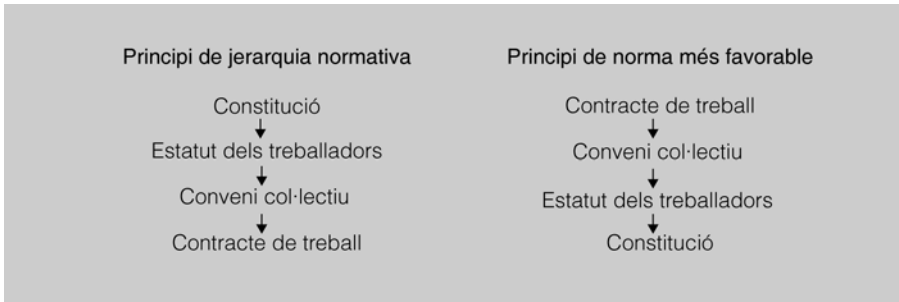 Principi de jerarquia normativa
Constitució
Estatut dels treballadors
Conveni col·lectiu
Contracte de treball
Principi de norma més favorable
Contracte de treball
Conveni col·lectiu
Estatut dels treballadors
Constitució